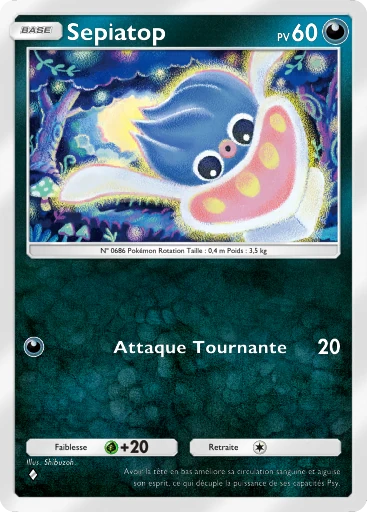 BASE Sepiatop PV 60
N° 0686 Pokémon Rotation Taille : 0,4 m Poids : 3,5 kg
Attaque Tournante 20
Faiblesse +20 Retraite
Illus. Shibuzoh.
Avoir la tête en bas améliore sa circulation sanguine et aiguise
son esprit, ce qui décuple la puissance de ses capacités Psy.